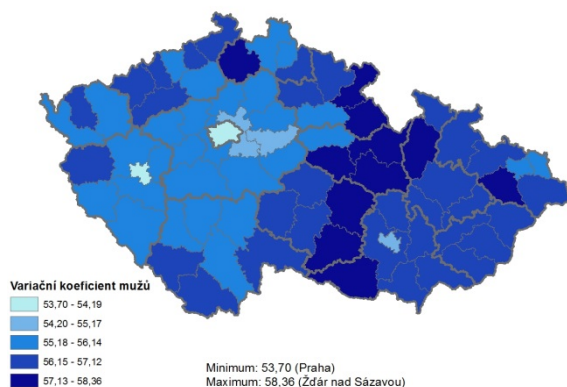 Variační koeficient mužů
53,70 - 54,19
54,20 - 55,17
55,18 - 56,14
56,15 - 57,12
57,13 - 58,36
Minimum: 53,70 (Praha)
Maximum: 58,36 (Žďár nad Sázavou)